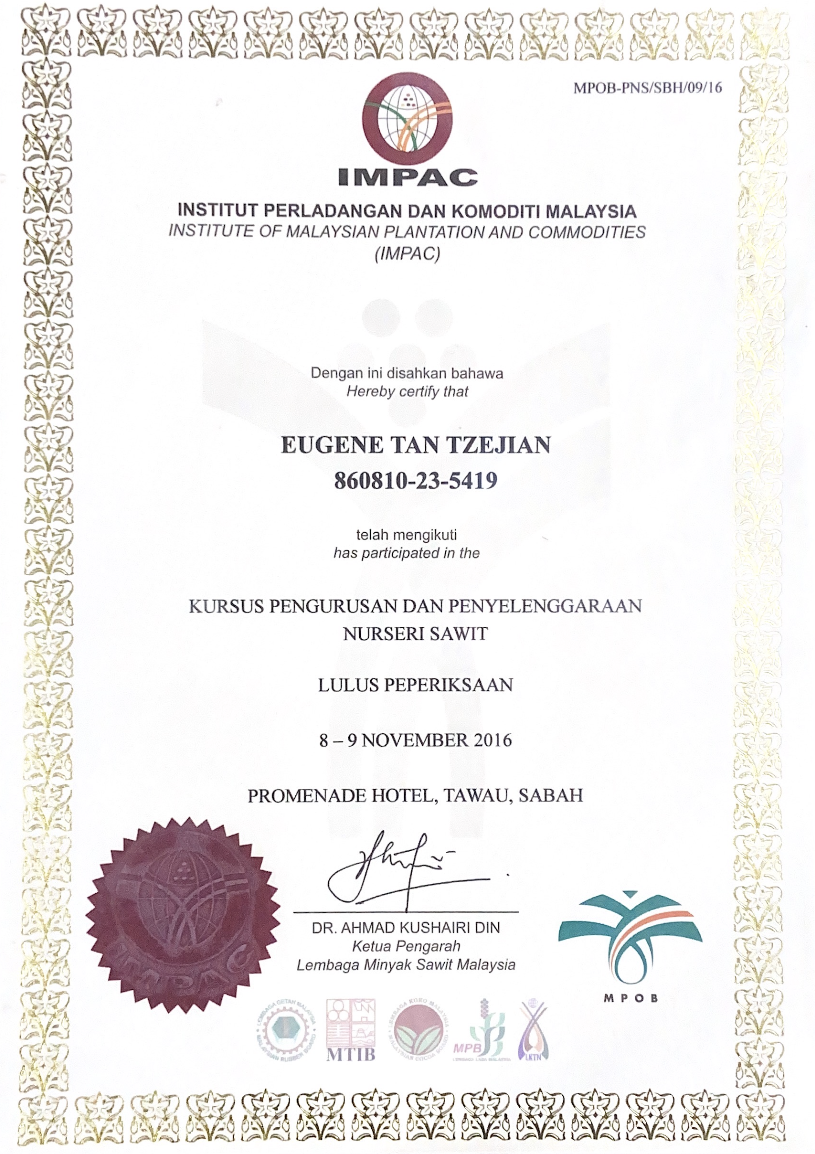 MPOB-PNS/SBH/09/16
IMPAC
INSTITUT PERLADANGAN DAN KOMODITI MALAYSIA
INSTITUTE OF MALAYSIAN PLANTATION AND COMMODITIES
(IMPAC)
Dengan ini disahkan bahawa
Hereby certify that
EUGENE TAN TZEJIAN
860810-23-5419
telah mengikuti
has participated in the
KURSUS PENGURUSAN DAN PENYELENGGARAAN
NURSERI SAWIT
LULUS PEPERIKSAAN
8 – 9 NOVEMBER 2016
PROMENADE HOTEL, TAWAU, SABAH
DR. AHMAD KUSHAIRI DIN
Ketua Pengarah
Lembaga Minyak Sawit Malaysia
IMPAC
MPOB
MTIB
MPB
LKTN